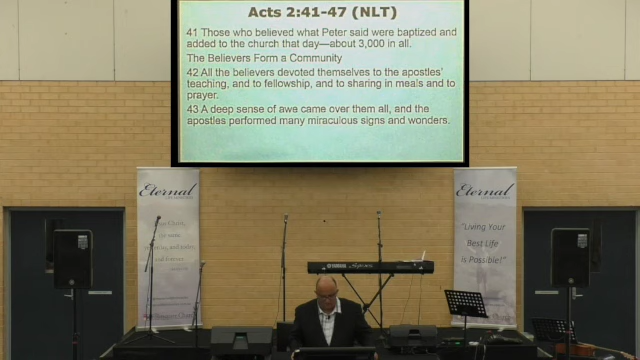 Acts 2:41-47 (NLT)
41 Those who believed what Peter said were baptized and
added to the church that day—about 3,000 in all.
The Believers Form a Community
42 All the believers devoted themselves to the apostles'
teaching, and to fellowship, and to sharing in meals and to
prayer.
43 A deep sense of awe came over them all, and the
apostles performed many miraculous signs and wonders.
Eternal
and forever.
Eternal
"Living Your
Best Life
Is Possible!"
YAMAHA